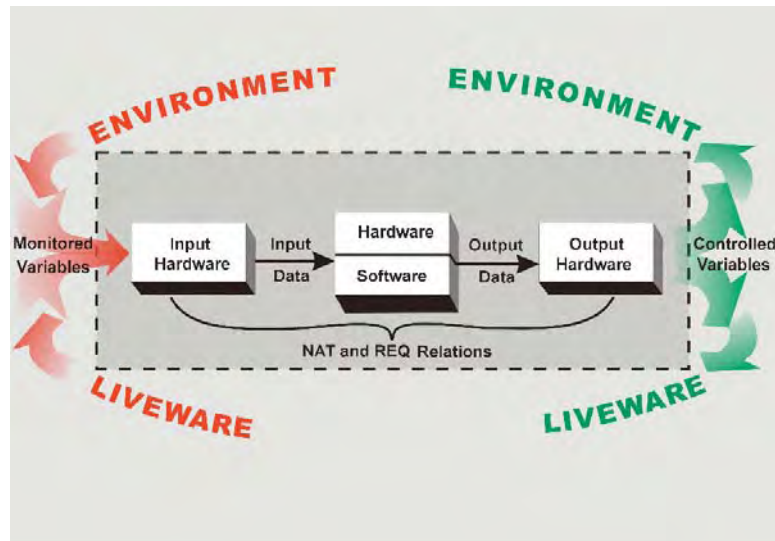 ENVIRONMENT
ENVIRONMENT
Monitored
Variables
Input
Hardware
Input
Data
Hardware
Software
Output
Data
Output
Hardware
Controlled
Variables
NAT and REQ Relations
LIVEWARE
LIVEWARE